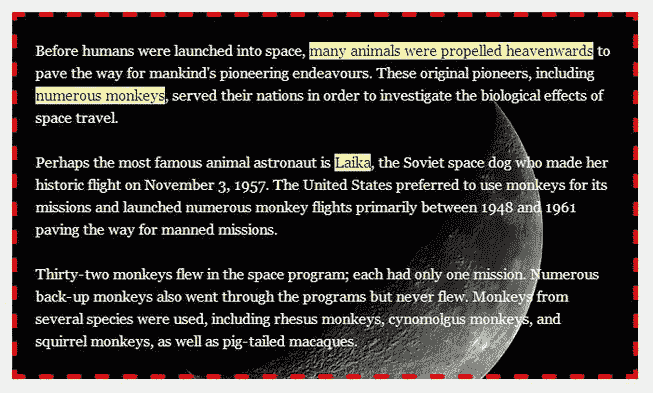 Before humans were launched into space, many animals were propelled heavenwards to
pave the way for mankind's pioneering endeavours. These original pioneers, including
numerous monkeys, served their nations in order to investigate the biological effects of
space travel.
Perhaps the most famous animal astronaut is Laika, the Soviet space dog who made her
historic flight on November 3, 1957. The United States preferred to use monkeys for its
missions and launched numerous monkey flights primarily between 1948 and 1961
paving the way for manned missions.
Thirty-two monkeys flew in the space program; each had only one mission. Numerous
back-up monkeys also went through the programs but never flew. Monkeys from
several species were used, including rhesus monkeys, cynomolgus monkeys, and
squirrel monkeys, as well as pig-tailed macaques.